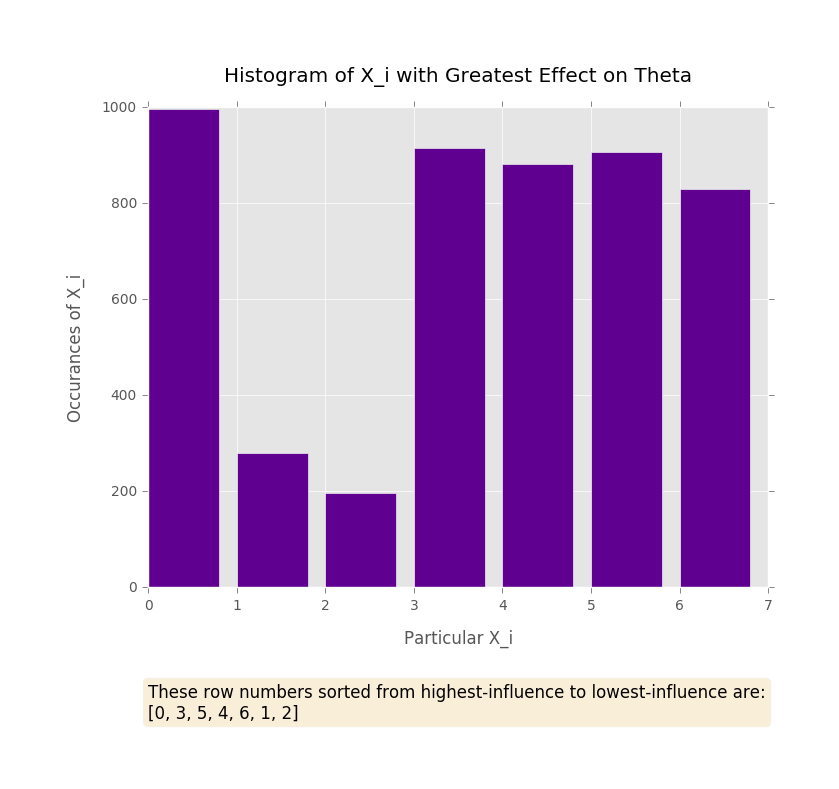 Histogram of X_i with Greatest Effect on Theta
1000
800
600
400
200
0
Occurances of X_i
0 1 2 3 4 5 6 7
Particular X_i
These row numbers sorted from highest-influence to lowest-influence are:
[0, 3, 5, 4, 6, 1, 2]